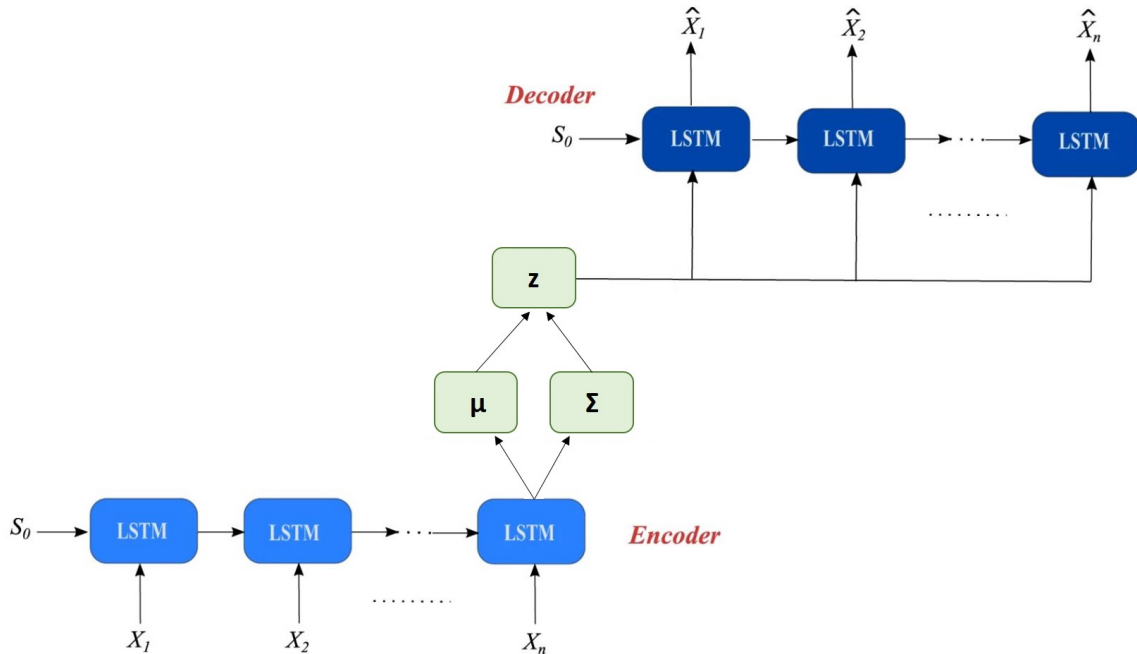 X̂₁ X̂₂ X̂ₙ
Decoder
S₀ LSTM LSTM ... LSTM
.........
z
μ Σ
S₀ LSTM LSTM ... LSTM Encoder
.........
X₁ X₂ Xₙ